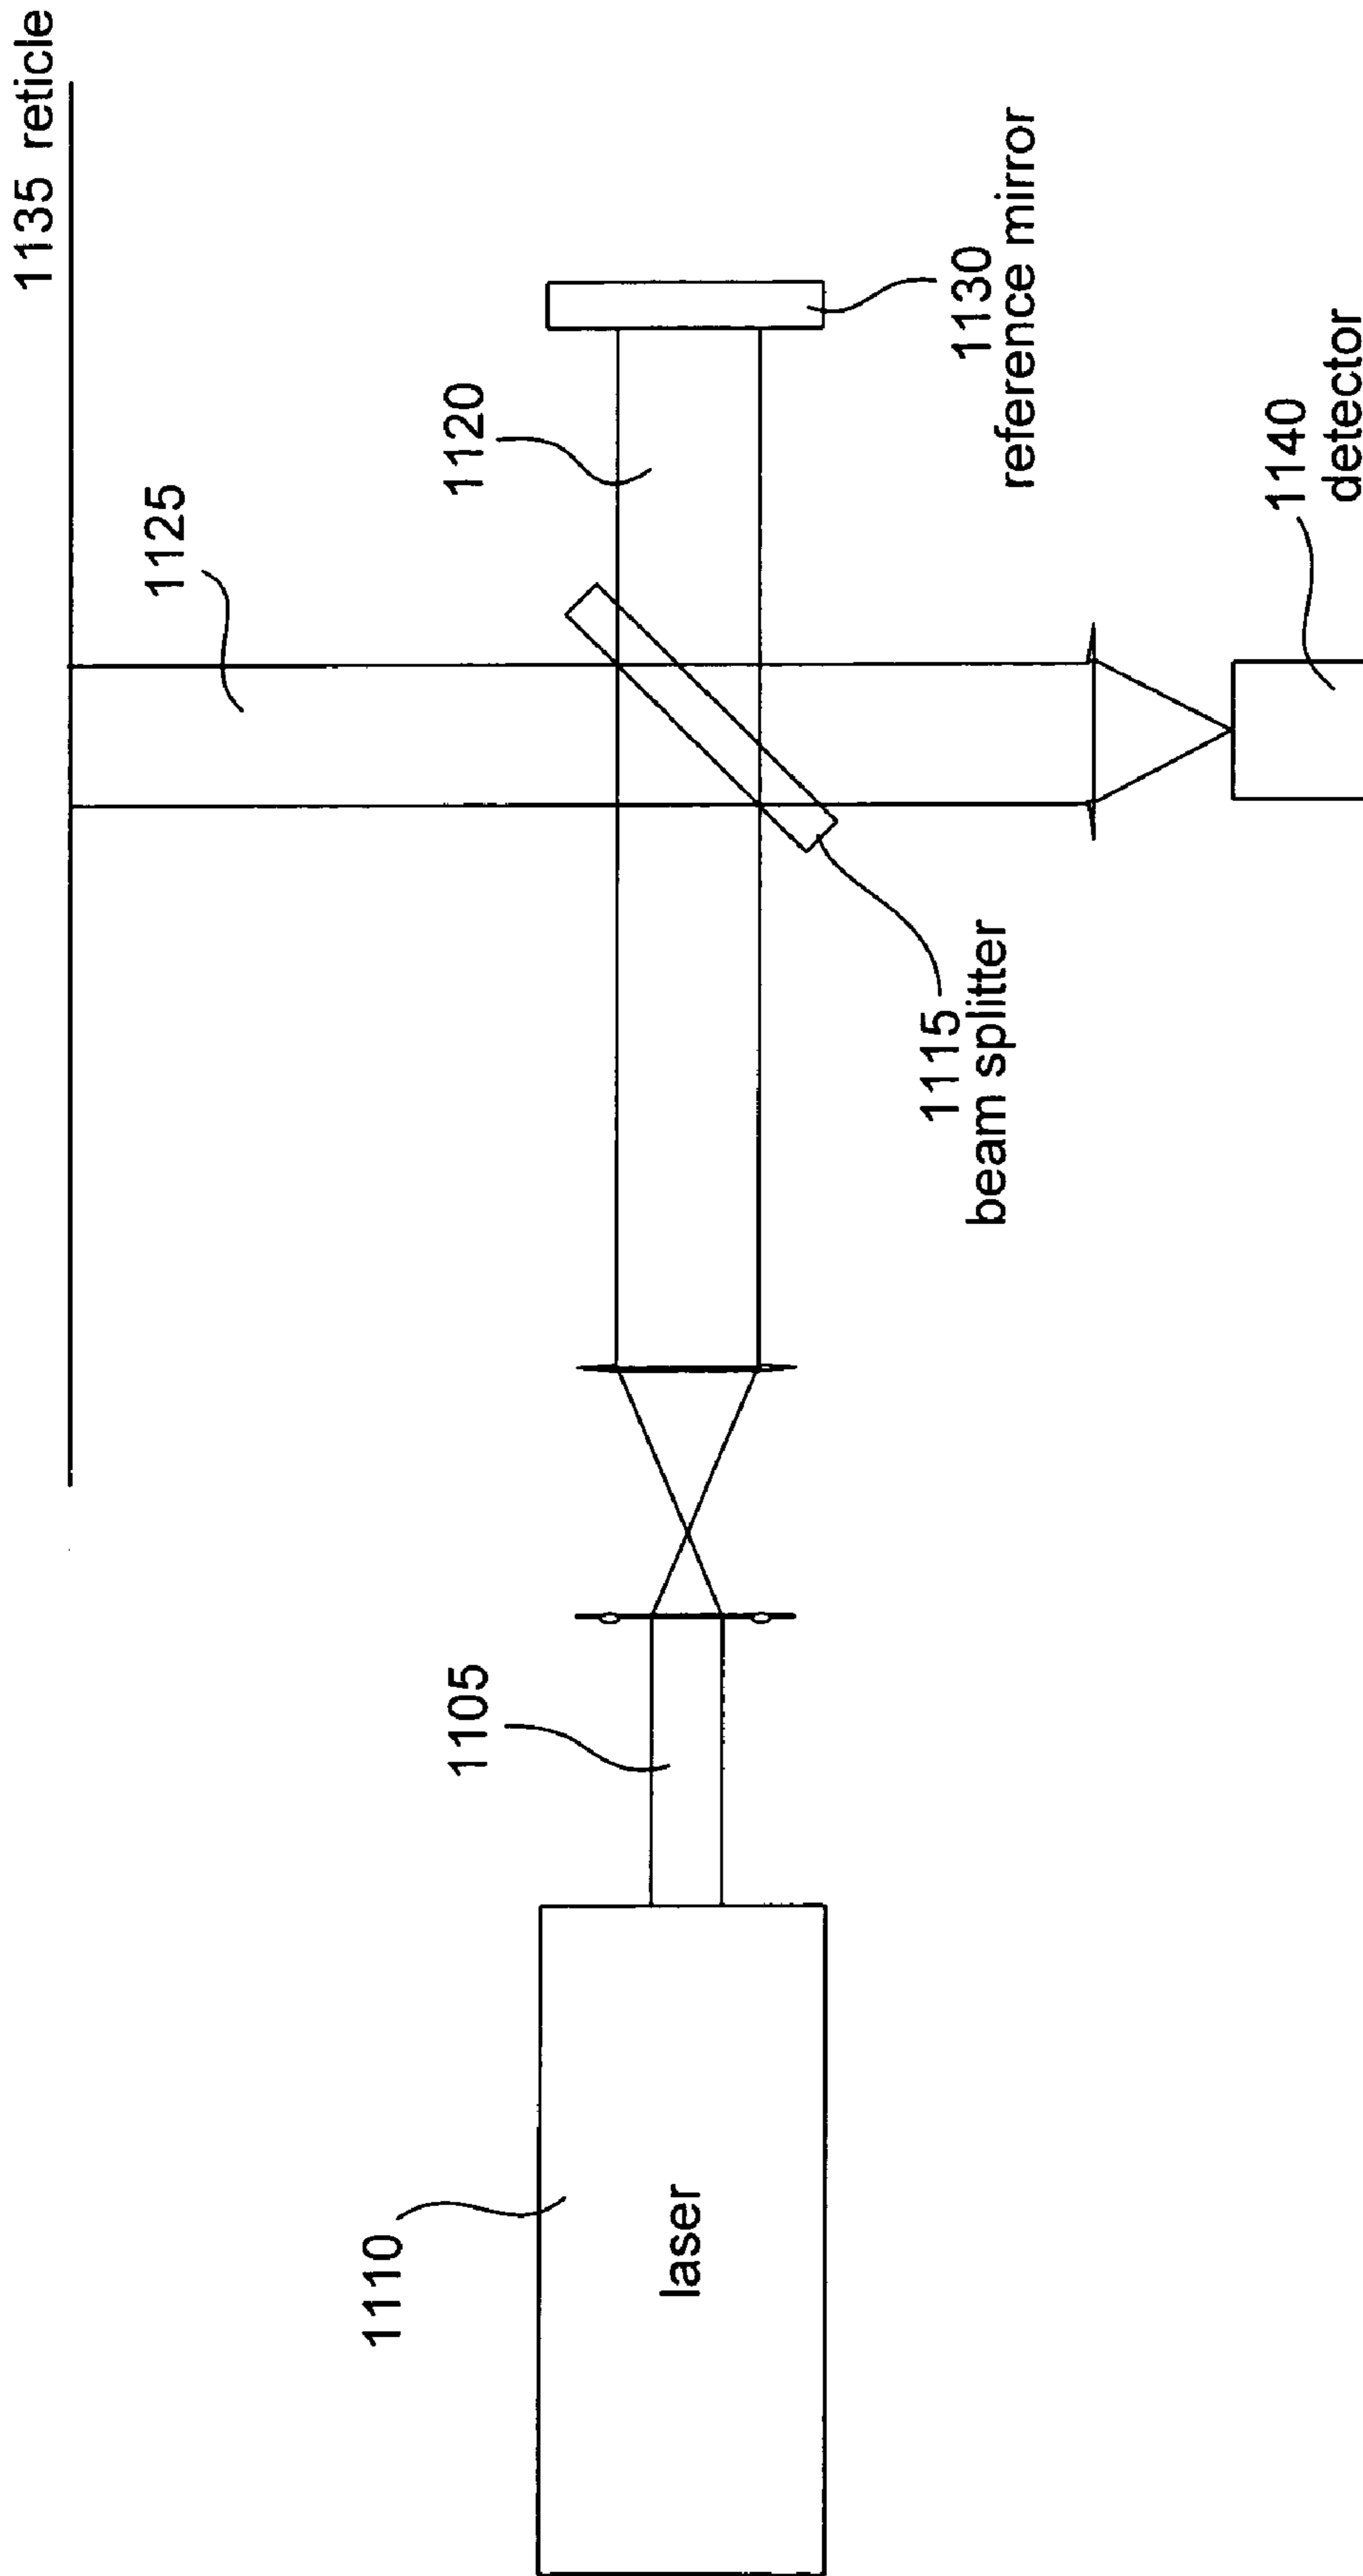 1135 reticle
1125
1120
1130
reference mirror
1140
detector
1115
beam splitter
1105
1110
laser